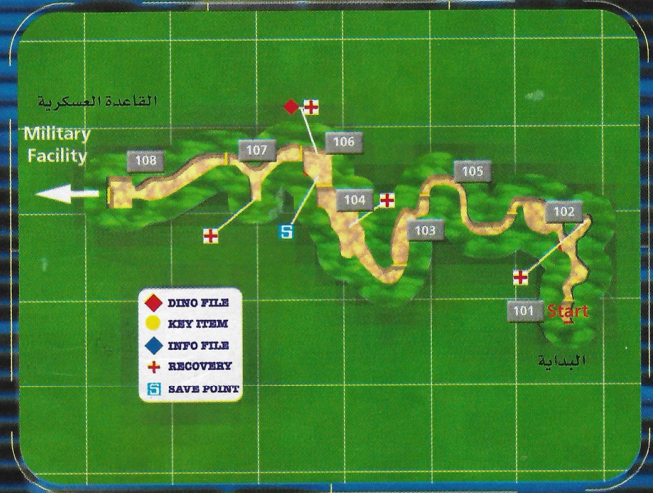 القاعدة العسكرية
Military
Facility
108
107
106
105
104
103
102
101
Start
البداية
DINO FILE
KEY ITEM
INFO FILE
RECOVERY
S SAVE POINT
S